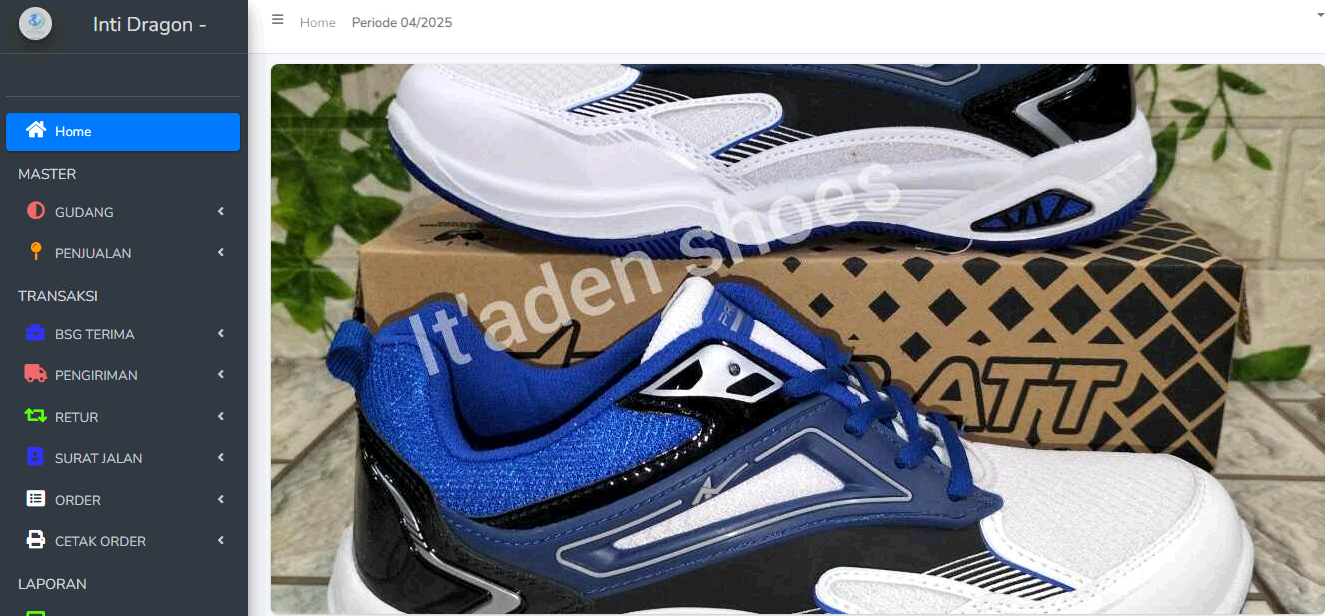 Inti Dragon -
Home
Periode 04/2025
Home
MASTER
GUDANG
PENJUALAN
TRANSAKSI
BSG TERIMA
PENGIRIMAN
RETUR
SURAT JALAN
ORDER
CETAK ORDER
LAPORAN
It'aden shoes
ATT